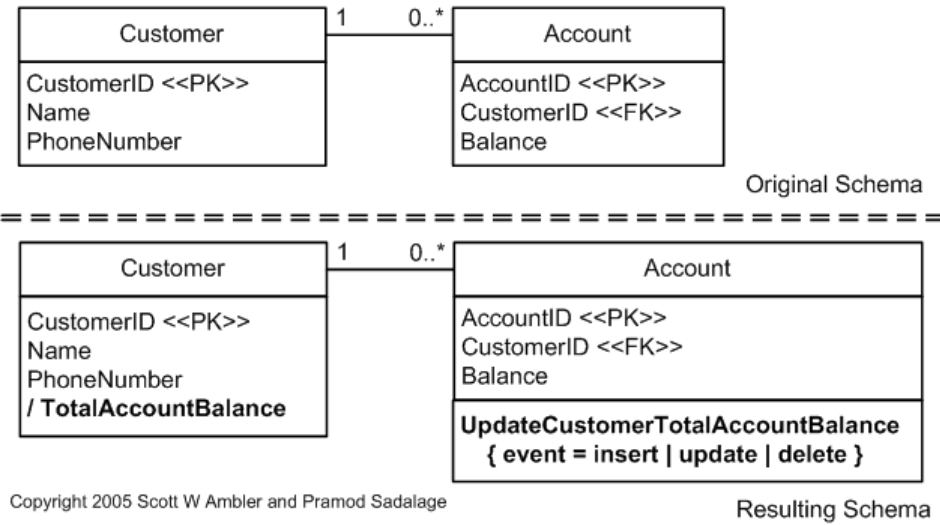 Customer
1
0..*
Account
CustomerID <<PK>>
Name
PhoneNumber
AccountID <<PK>>
CustomerID <<FK>>
Balance
Original Schema
Customer
1
0..*
Account
CustomerID <<PK>>
Name
PhoneNumber
/ TotalAccountBalance
AccountID <<PK>>
CustomerID <<FK>>
Balance
UpdateCustomerTotalAccountBalance
{ event = insert | update | delete }
Copyright 2005 Scott W Ambler and Pramod Sadalage
Resulting Schema